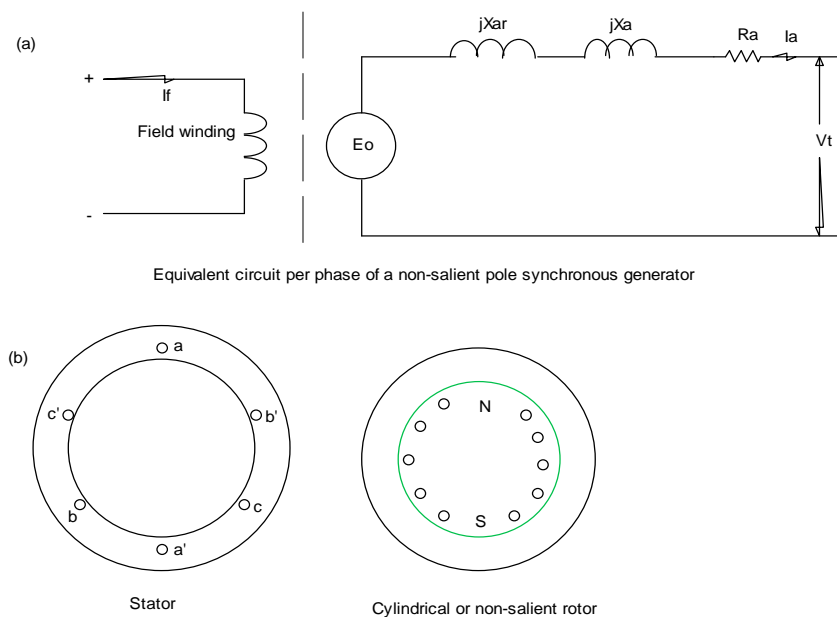 (a)
jXar
jXa
Ra
Ia
+
If
Field winding
Eo
Vt
-
Equivalent circuit per phase of a non-salient pole synchronous generator
(b)
a
c'
b'
b
c
a'
Stator
N
S
Cylindrical or non-salient rotor